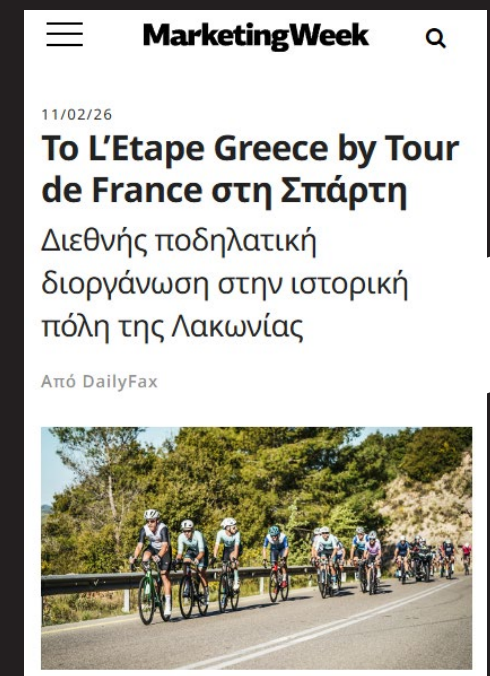 MarketingWeek
11/02/26
Το L’Etape Greece by Tour
de France στη Σπάρτη
Διεθνής ποδηλατική
διοργάνωση στην ιστορική
πόλη της Λακωνίας
Από DailyFax